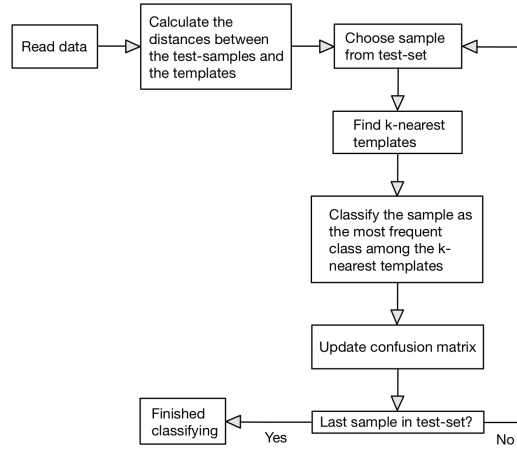 Read data
Calculate the
distances between
the test-samples and
the templates
Choose sample
from test-set
Find k-nearest
templates
Classify the sample as
the most frequent
class among the k-
nearest templates
Update confusion matrix
Last sample in test-set?
Yes
No
Finished
classifying